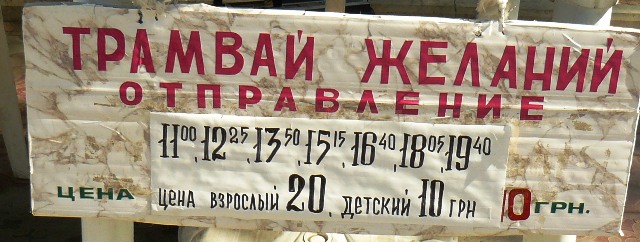 ТРАМВАЙ ЖЕЛАНИЙ
ОТПРАВЛЕНИЕ
11⁰⁰, 12²⁵, 13⁵⁰, 15¹⁵, 16⁴⁰, 18⁰⁵, 19⁴⁰
ЦЕНА ЦЕНА ВЗРОСЛЫЙ 20, ДЕТСКИЙ 10 ГРН 0 ГРН.